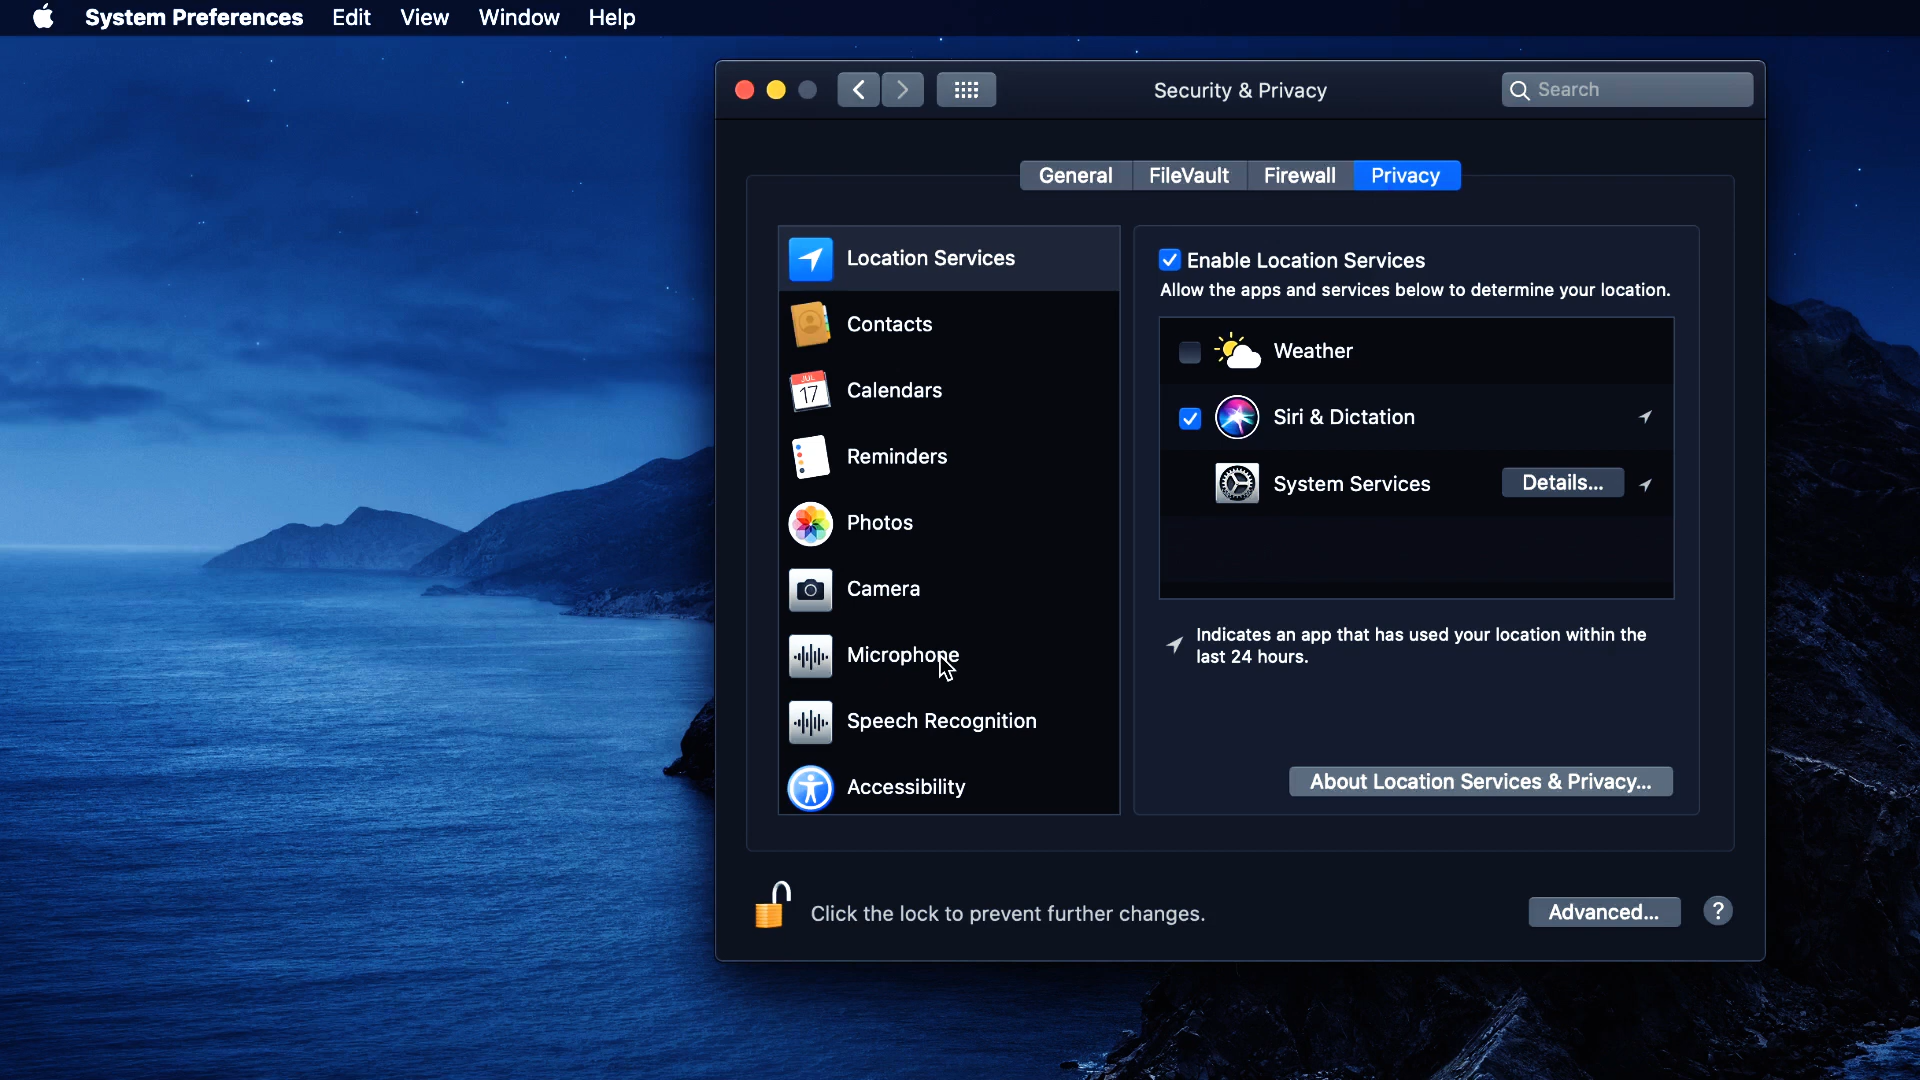 System Preferences Edit View Window Help
Security & Privacy
Search
General FileVault Firewall Privacy
Location Services
Contacts
JUL
17
Calendars
Reminders
Photos
Camera
Microphone
Speech Recognition
Accessibility
Enable Location Services
Allow the apps and services below to determine your location.
Weather
Siri & Dictation
System Services Details...
Indicates an app that has used your location within the
last 24 hours.
About Location Services & Privacy...
Click the lock to prevent further changes.
Advanced... ?